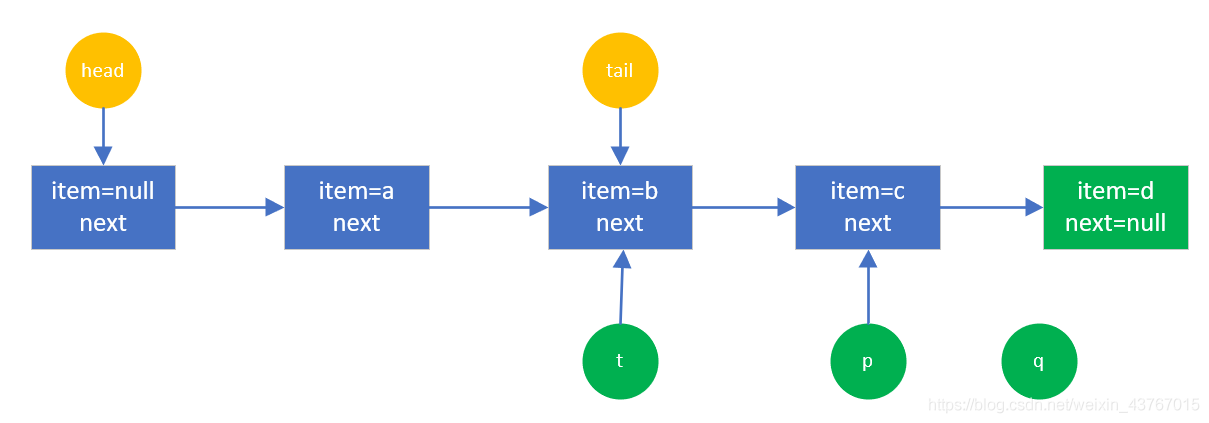 head
tail
item=null
next
item=a
next
item=b
next
item=c
next
item=d
next=null
t
p
q
https://blog.csdn.net/weixin_43767015